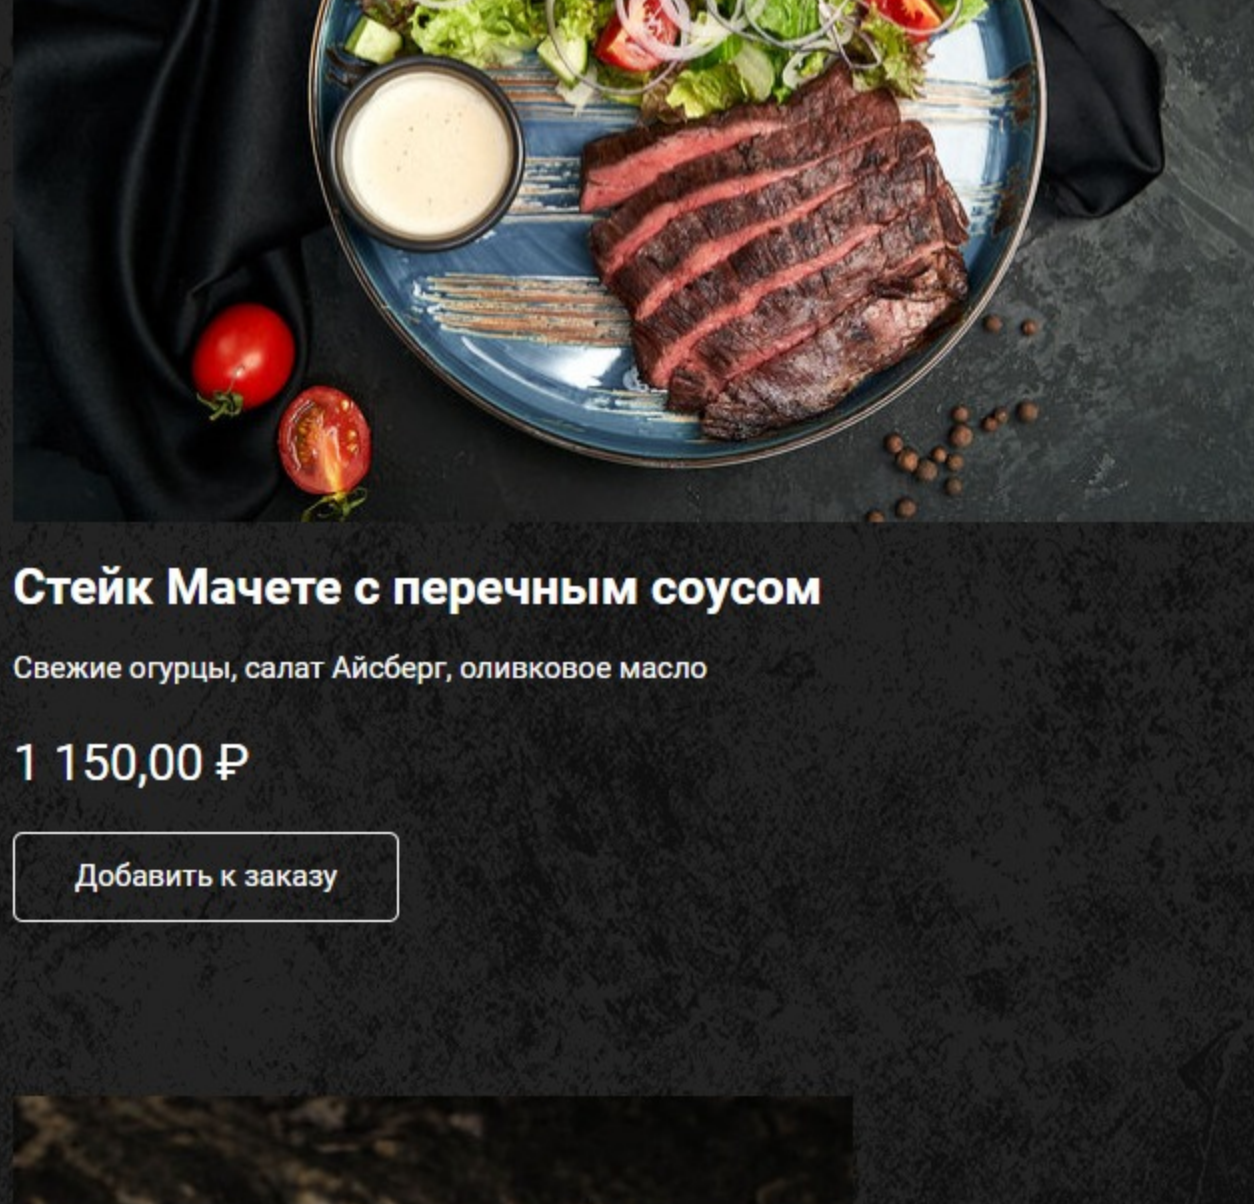 Стейк Мачете с перечным соусом
Свежие огурцы, салат Айсберг, оливковое масло
1 150,00 ₽
Добавить к заказу